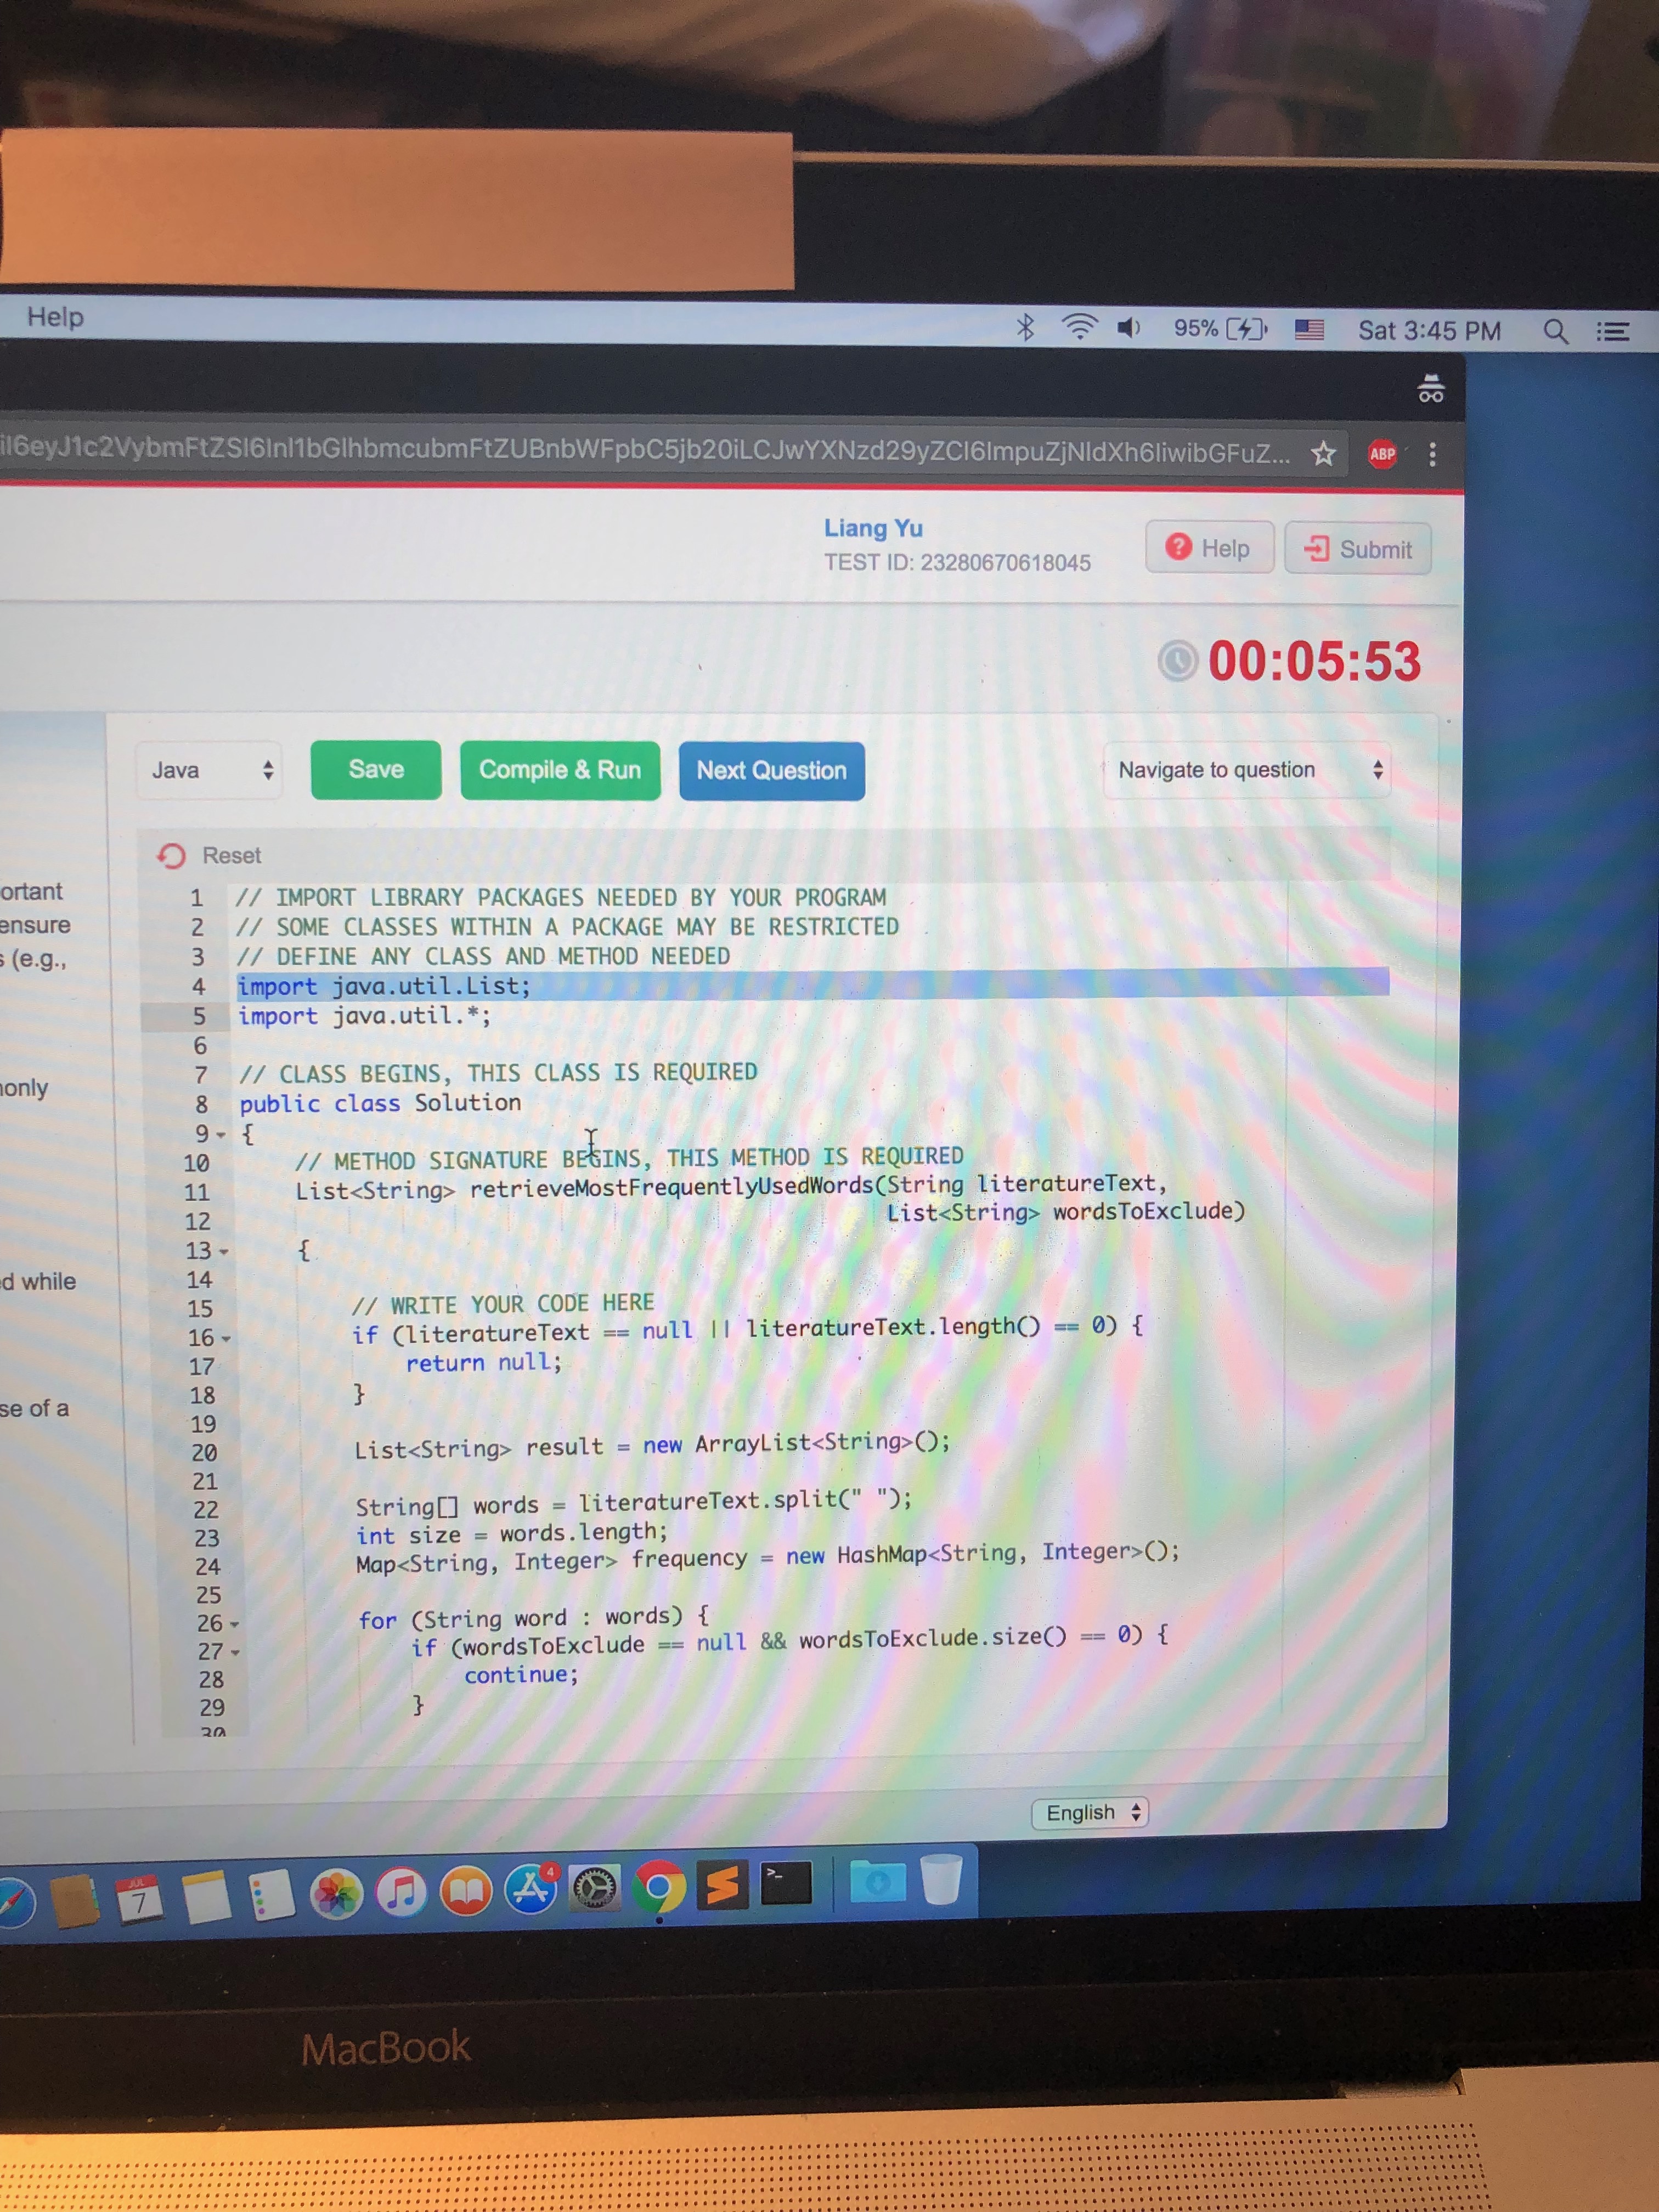 Help
95%
Sat 3:45 PM
ABP
Liang Yu
TEST ID: 23280670618045
? Help
Submit
00:05:53
Java
Save
Compile & Run
Next Question
Navigate to question
Reset
ortant
ensure
s (e.g.,
nonly
d while
se of a
1 // IMPORT LIBRARY PACKAGES NEEDED BY YOUR PROGRAM
2 // SOME CLASSES WITHIN A PACKAGE MAY BE RESTRICTED
3 // DEFINE ANY CLASS AND METHOD NEEDED
4 import java.util.List;
5 import java.util.*;
6
7 // CLASS BEGINS, THIS CLASS IS REQUIRED
8 public class Solution
9 {
10 // METHOD SIGNATURE BEGINS, THIS METHOD IS REQUIRED
11 List<String> retrieveMostFrequentlyUsedWords(String literatureText,
12 List<String> wordsToExclude)
13 {
14
15 // WRITE YOUR CODE HERE
16 if (literatureText == null || literatureText.length() == 0) {
17 return null;
18 }
19
20 List<String> result = new ArrayList<String>();
21
22 String[] words = literatureText.split(" ");
23 int size = words.length;
24 Map<String, Integer> frequency = new HashMap<String, Integer>();
25
26 for (String word : words) {
27 if (wordsToExclude == null && wordsToExclude.size() == 0) {
28 continue;
29 }
30
English
JUL
7
4
>_
MacBook